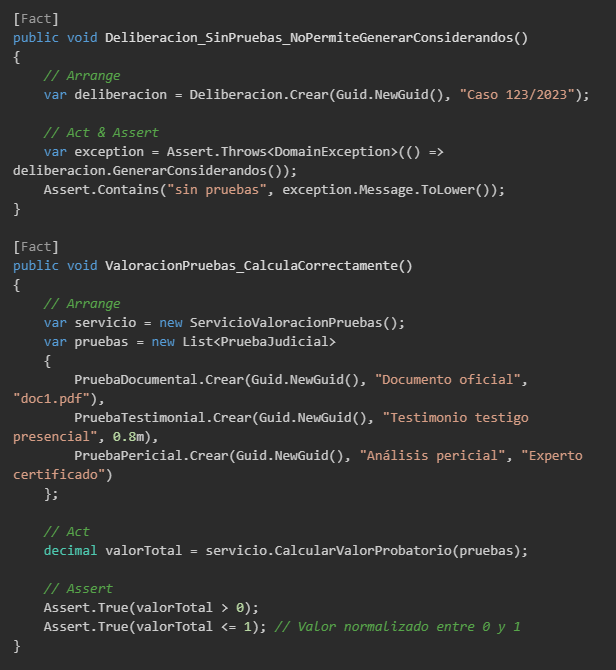 [Fact]
public void Deliberacion_SinPruebas_NoPermiteGenerarConsiderandos()
{
    // Arrange
    var deliberacion = Deliberacion.Crear(Guid.NewGuid(), "Caso 123/2023");

    // Act & Assert
    var exception = Assert.Throws<DomainException>(() =>
deliberacion.GenerarConsiderandos());
    Assert.Contains("sin pruebas", exception.Message.ToLower());
}

[Fact]
public void ValoracionPruebas_CalculaCorrectamente()
{
    // Arrange
    var servicio = new ServicioValoracionPruebas();
    var pruebas = new List<PruebaJudicial>
    {
        PruebaDocumental.Crear(Guid.NewGuid(), "Documento oficial",
"doc1.pdf"),
        PruebaTestimonial.Crear(Guid.NewGuid(), "Testimonio testigo
presencial", 0.8m),
        PruebaPericial.Crear(Guid.NewGuid(), "Análisis pericial", "Experto
certificado")
    };

    // Act
    decimal valorTotal = servicio.CalcularValorProbatorio(pruebas);

    // Assert
    Assert.True(valorTotal > 0);
    Assert.True(valorTotal <= 1); // Valor normalizado entre 0 y 1
}